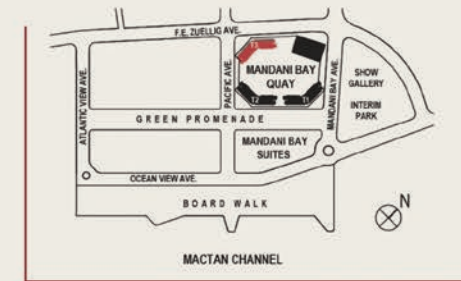 F.E. ZUELLIG AVE.
T3
MANDANI BAY
QUAY
T2
T1
ATLANTIC VIEW AVE.
PACIFIC AVE.
MANDANI BAY AVE.
SHOW
GALLERY
INTERIM
PARK
GREEN PROMENADE
MANDANI BAY
SUITES
OCEAN VIEW AVE.
BOARD WALK
N
MACTAN CHANNEL